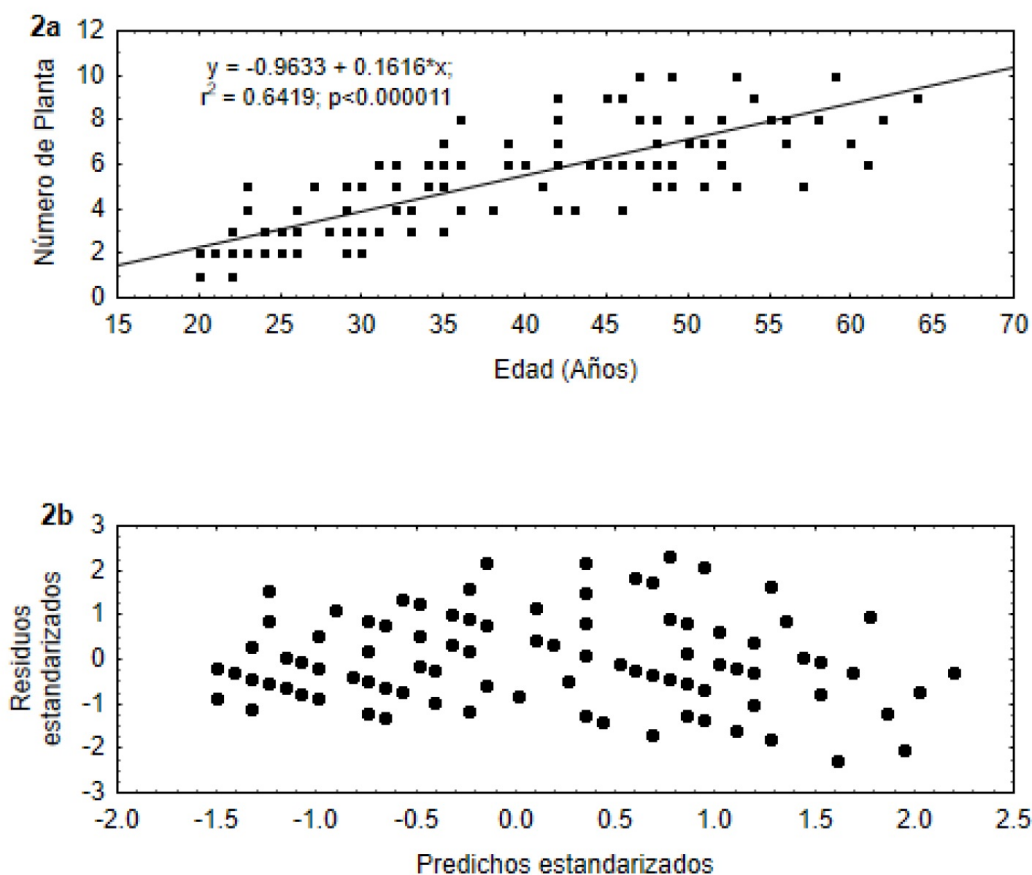 2a
12
10
8
6
4
2
0
Número de Planta
y = -0.9633 + 0.1616*x;
r² = 0.6419; p<0.000011
15 20 25 30 35 40 45 50 55 60 65 70
Edad (Años)
2b
3
2
1
0
-1
-2
-3
Residuos
estandarizados
-2.0 -1.5 -1.0 -0.5 0.0 0.5 1.0 1.5 2.0 2.5
Predichos estandarizados